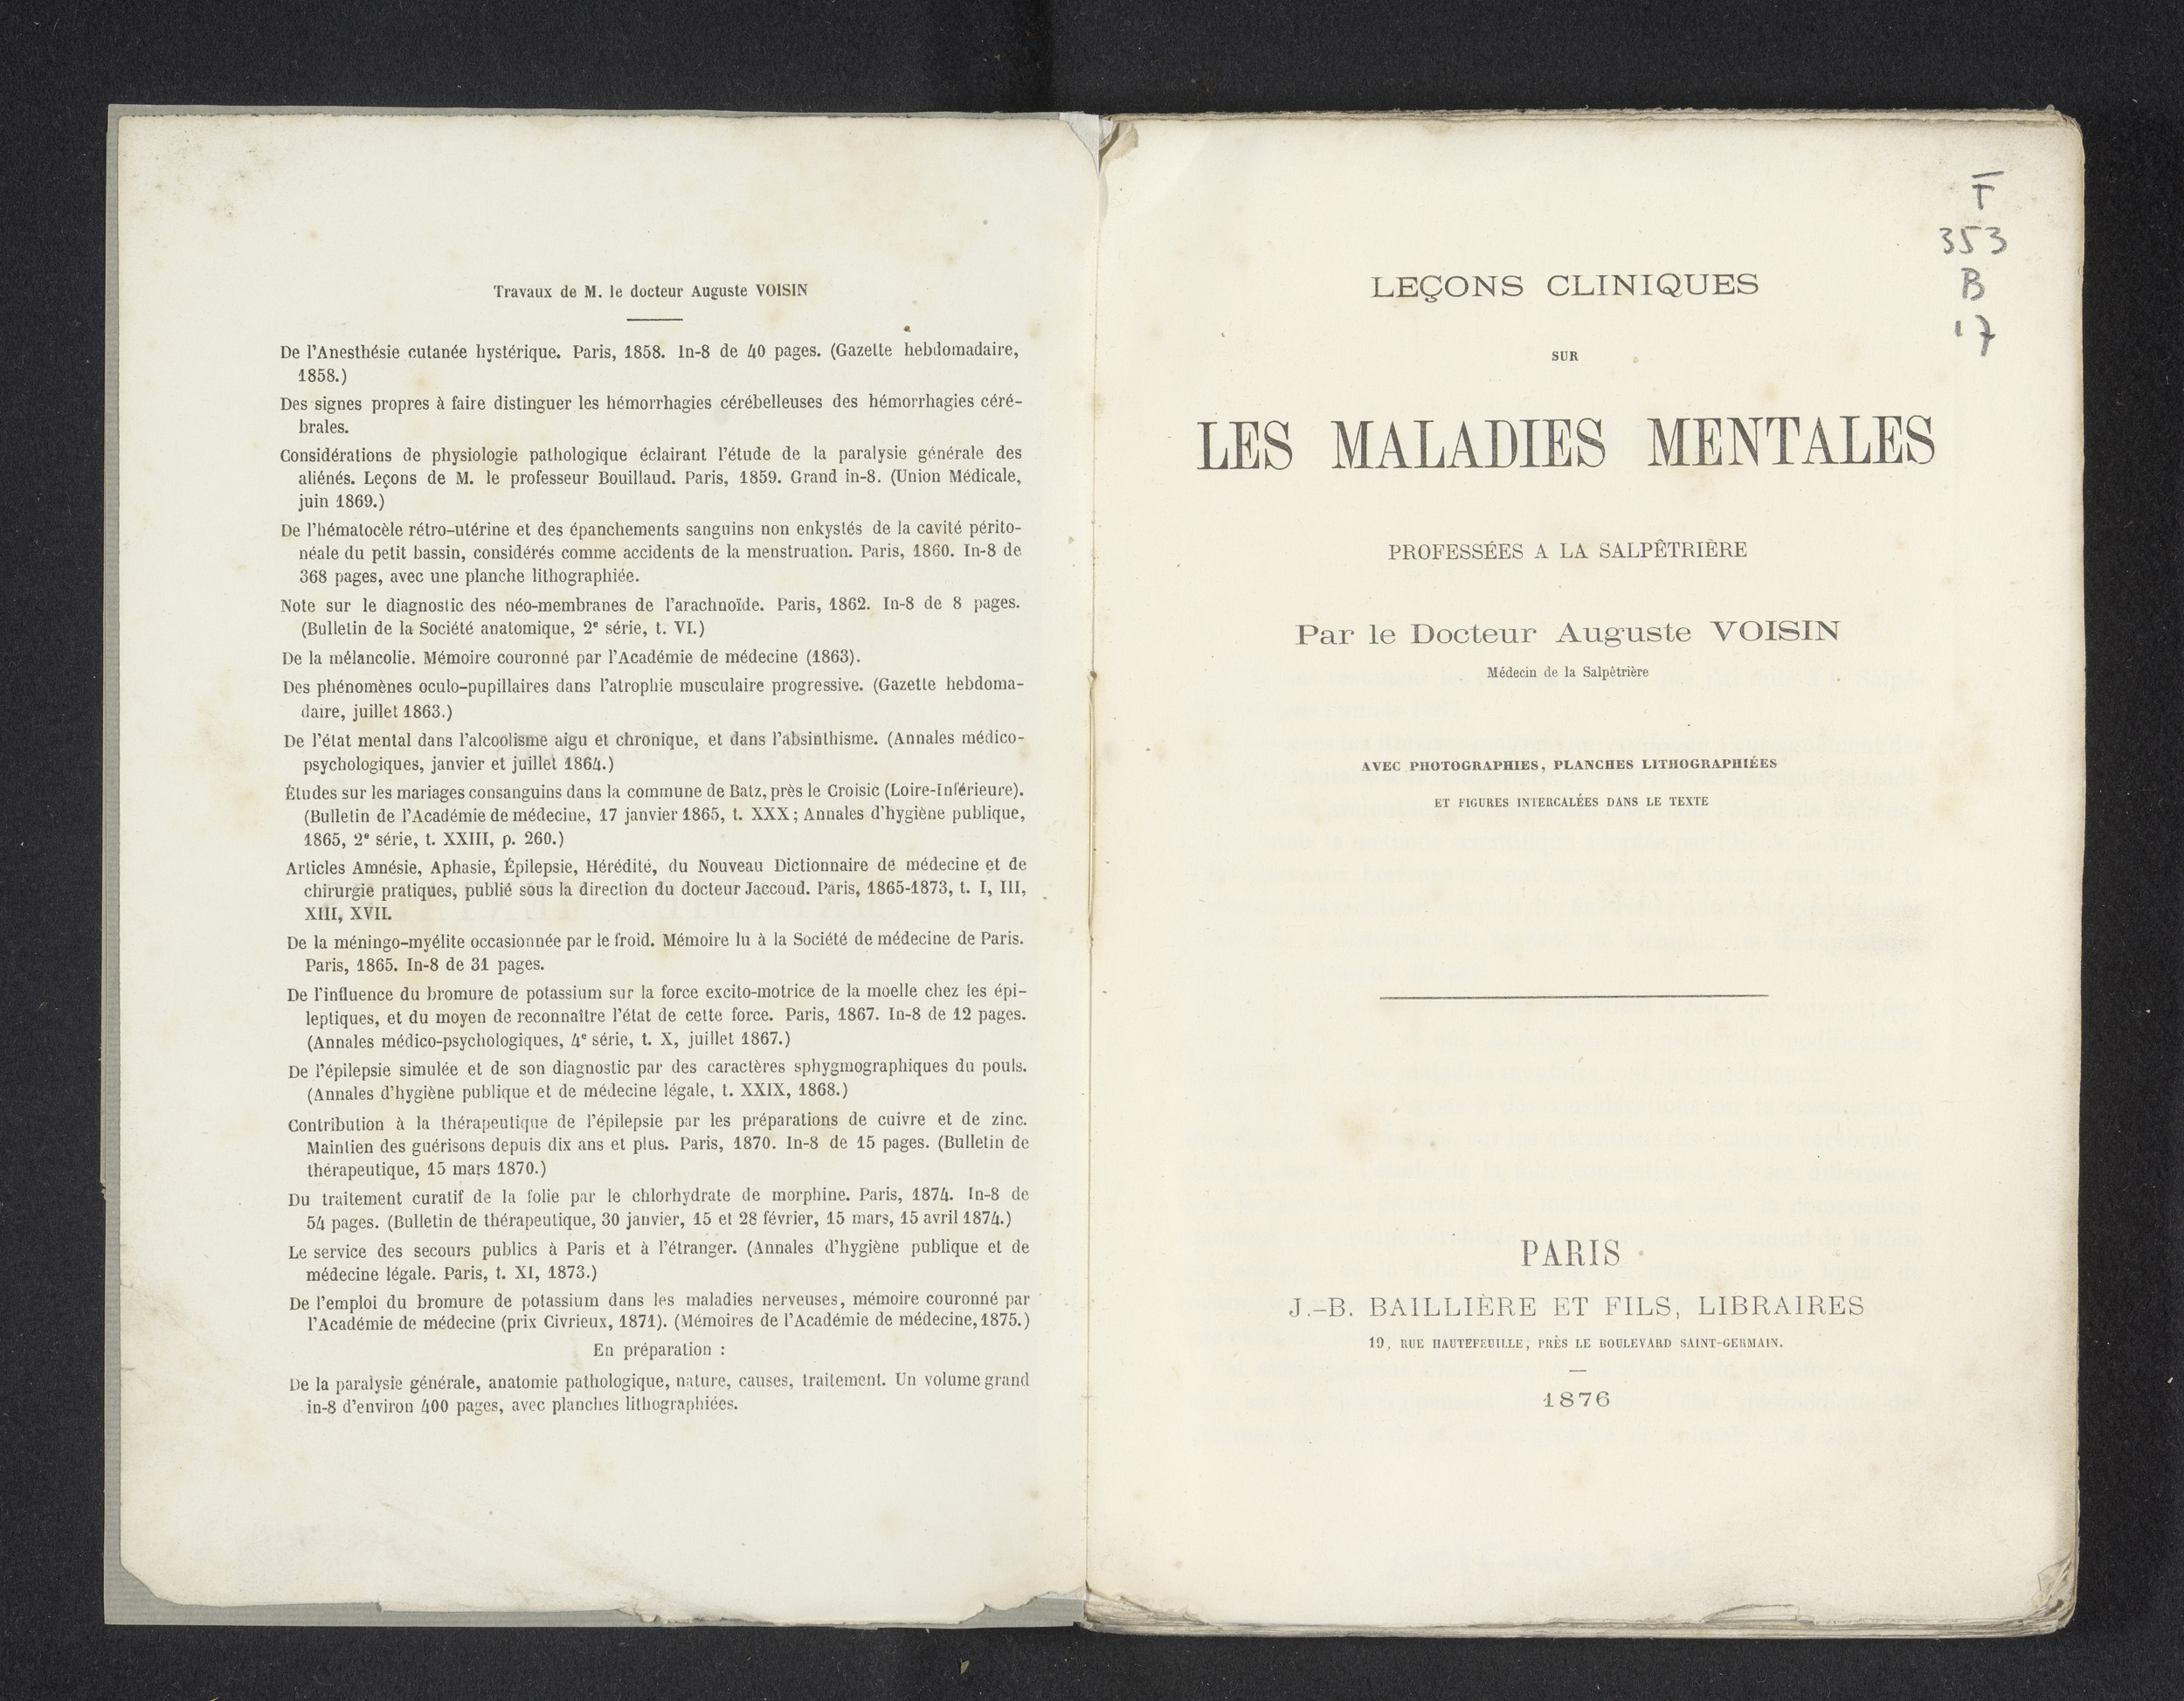 Travaux de M. le docteur Auguste VOISIN
De l'Anesthésie cutanée hystérique. Paris, 1858. In-8 de 40 pages. (Gazette hebdomadaire,
1858.)
Des signes propres à faire distinguer les hémorrhagies cérébelleuses des hémorrhagies céré-
brales.
Considérations de physiologie pathologique éclairant l'étude de la paralysie générale des
aliénés. Leçons de M. le professeur Bouillaud. Paris, 1859. Grand in-8. (Union Médicale,
juin 1869.)
De l'hématocèle rétro-utérine et des épanchements sanguins non enkystés de la cavité périto-
néale du petit bassin, considérés comme accidents de la menstruation. Paris, 1860. In-8 de
368 pages, avec une planche lithographiée.
Note sur le diagnostic des néo-membranes de l'arachnoïde. Paris, 1862. In-8 de 8 pages.
(Bulletin de la Société anatomique, 2e série, t. VI.)
De la mélancolie. Mémoire couronné par l'Académie de médecine (1863).
Des phénomènes oculo-pupillaires dans l'atrophie musculaire progressive. (Gazette hebdoma-
daire, juillet 1863.)
De l'état mental dans l'alcoolisme aigu et chronique, et dans l'absinthisme. (Annales médico-
psychologiques, janvier et juillet 1864.)
Études sur les mariages consanguins dans la commune de Batz, près le Croisic (Loire-Inférieure).
(Bulletin de l'Académie de médecine, 17 janvier 1865, t. XXX; Annales d'hygiène publique,
1865, 2e série, t. XXIII, p. 260.)
Articles Amnésie, Aphasie, Épilepsie, Hérédité, du Nouveau Dictionnaire de médecine et de
chirurgie pratiques, publié sous la direction du docteur Jaccoud. Paris, 1865-1873, t. I, III,
XIII, XVII.
De la méningo-myélite occasionnée par le froid. Mémoire lu à la Société de médecine de Paris.
Paris, 1865. In-8 de 31 pages.
De l'influence du bromure de potassium sur la force excito-motrice de la moelle chez les épi-
leptiques, et du moyen de reconnaître l'état de cette force. Paris, 1867. In-8 de 12 pages.
(Annales médico-psychologiques, 4e série, t. X, juillet 1867.)
De l'épilepsie simulée et de son diagnostic par des caractères sphygmographiques du pouls.
(Annales d'hygiène publique et de médecine légale, t. XXIX, 1868.)
Contribution à la thérapeutique de l'épilepsie par les préparations de cuivre et de zinc.
Maintien des guérisons depuis dix ans et plus. Paris, 1870. In-8 de 15 pages. (Bulletin de
thérapeutique, 15 mars 1870.)
Du traitement curatif de la folie par le chlorhydrate de morphine. Paris, 1874. In-8 de
54 pages. (Bulletin de thérapeutique, 30 janvier, 15 et 28 février, 15 mars, 15 avril 1874.)
Le service des secours publics à Paris et à l'étranger. (Annales d'hygiène publique et de
médecine légale. Paris, t. XI, 1873.)
De l'emploi du bromure de potassium dans les maladies nerveuses, mémoire couronné par
l'Académie de médecine (prix Civrieux, 1871). (Mémoires de l'Académie de médecine, 1875.)
En préparation :
De la paralysie générale, anatomie pathologique, nature, causes, traitement. Un volume grand
in-8 d'environ 400 pages, avec planches lithographiées.
T
353
B
17
LEÇONS CLINIQUES
SUR
LES MALADIES MENTALES
PROFESSÉES A LA SALPÊTRIÈRE
Par le Docteur Auguste VOISIN
Médecin de la Salpêtrière
AVEC PHOTOGRAPHIES, PLANCHES LITHOGRAPHIÉES
ET FIGURES INTERCALÉES DANS LE TEXTE
PARIS
J.-B. BAILLIÈRE ET FILS, LIBRAIRES
19, RUE HAUTEFEUILLE, PRÈS LE BOULEVARD SAINT-GERMAIN.
1876